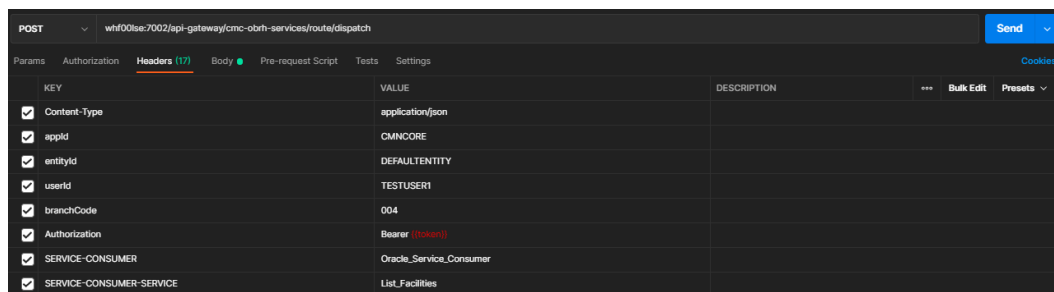 POST whf00lse:7002/api-gateway/cmc-obrh-services/route/dispatch Send
Params Authorization Headers (17) Body Pre-request Script Tests Settings Cookies
KEY VALUE DESCRIPTION ooo Bulk Edit Presets
Content-Type application/json
appId CMNCORE
entityId DEFAULTENTITY
userId TESTUSER1
branchCode 004
Authorization Bearer {{token}}
SERVICE-CONSUMER Oracle_Service_Consumer
SERVICE-CONSUMER-SERVICE List_Facilities